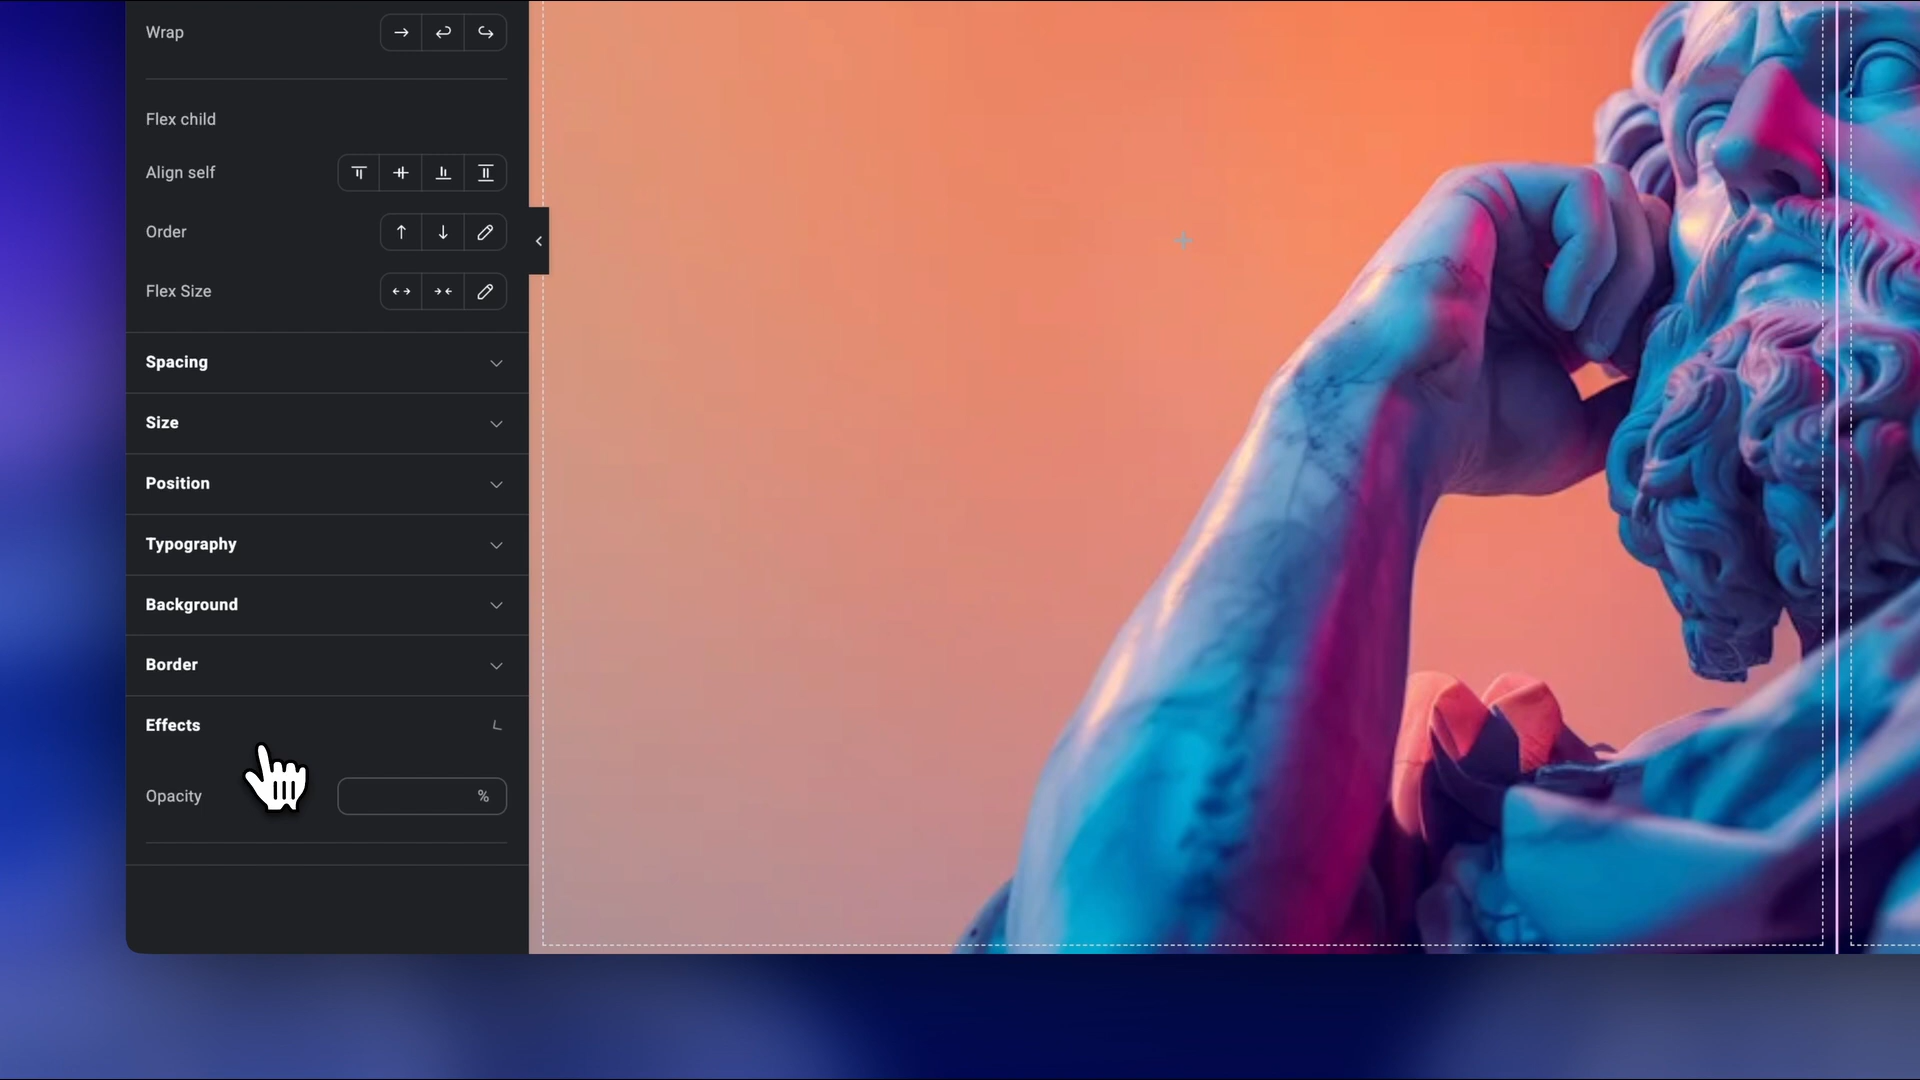 Wrap
Flex child
Align self
Order
Flex Size
Spacing
Size
Position
Typography
Background
Border
Effects
Opacity %